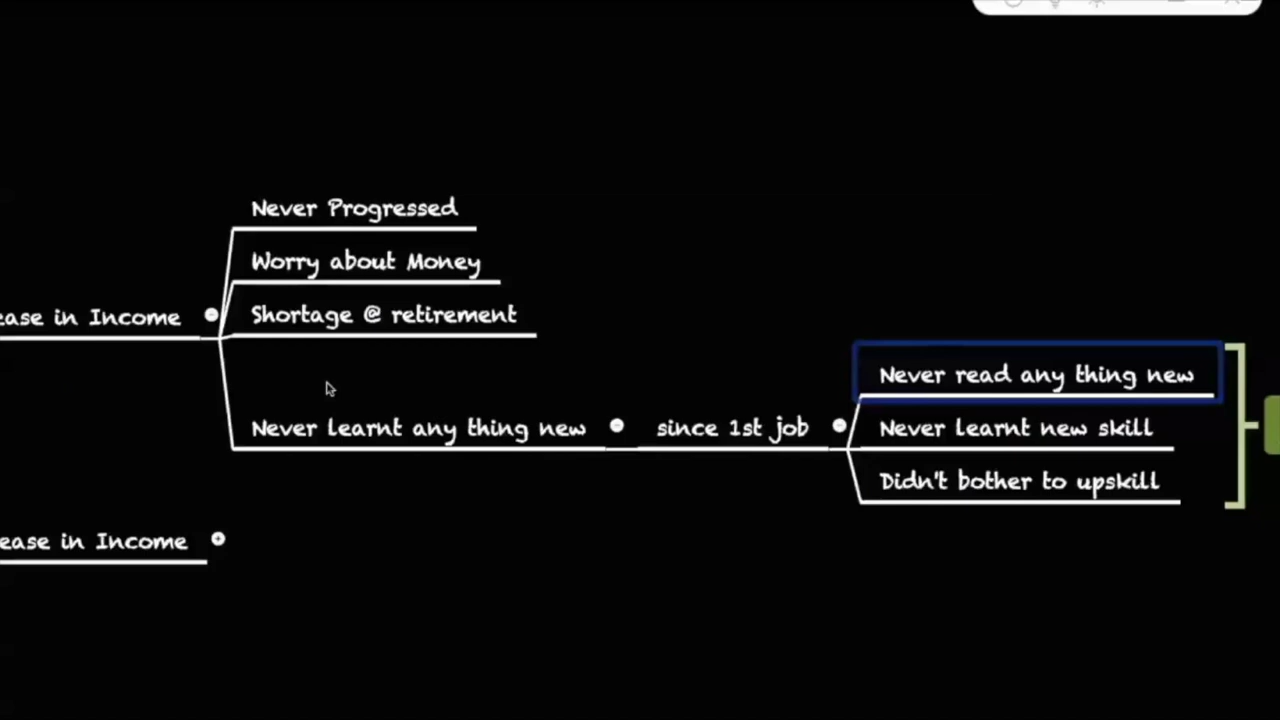 Never Progressed
Worry about Money
Shortage @ retirement
ease in Income
Never read any thing new
Never learnt any thing new
since 1st job
Never learnt new skill
Didn't bother to upskill
ease in Income